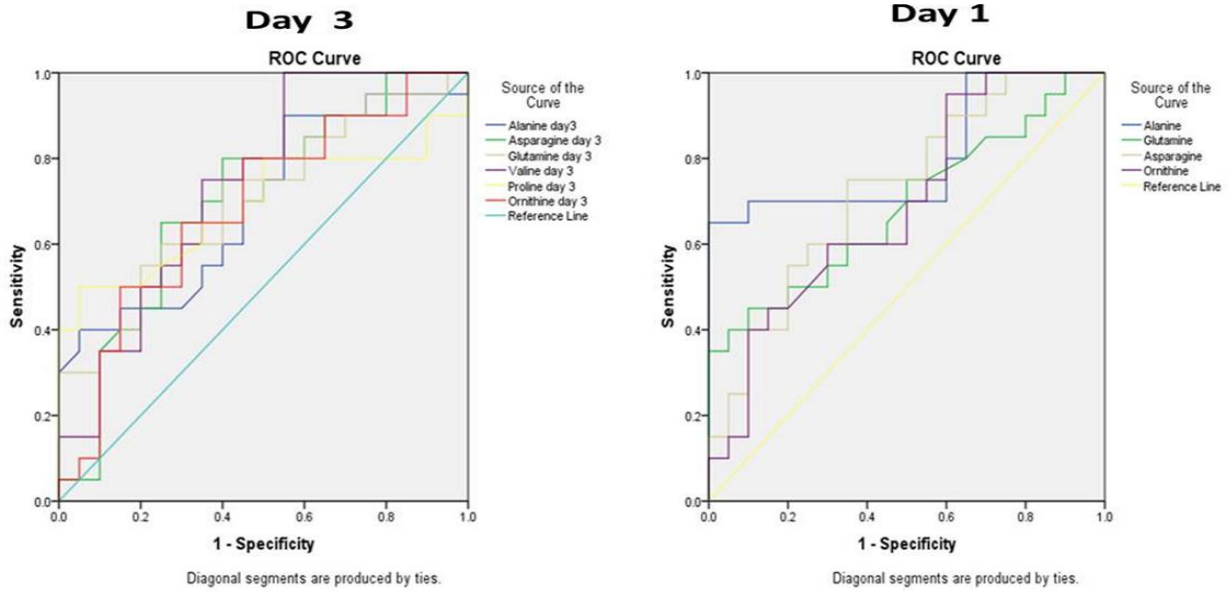 Day 3
ROC Curve
1.0
0.8
0.6
0.4
0.2
0.0
Sensitivity
0.0 0.2 0.4 0.6 0.8 1.0
1 - Specificity
Diagonal segments are produced by ties.
Source of the
Curve
Alanine day3
Asparagine day 3
Glutamine day 3
Valine day 3
Proline day 3
Ornithine day 3
Reference Line
Day 1
ROC Curve
1.0
0.8
0.6
0.4
0.2
0.0
Sensitivity
0.0 0.2 0.4 0.6 0.8 1.0
1 - Specificity
Diagonal segments are produced by ties.
Source of the
Curve
Alanine
Glutamine
Asparagine
Ornithine
Reference Line